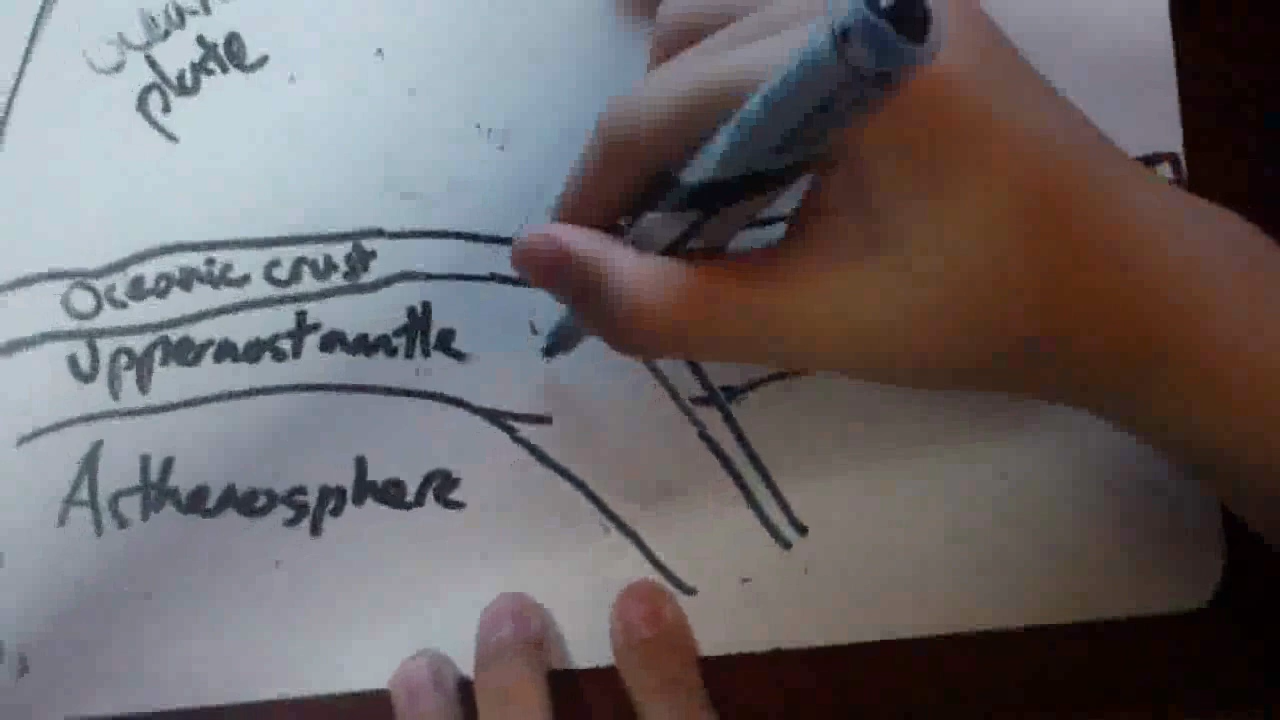 plate
Oceanic crust
Uppermost mantle
Asthenosphere